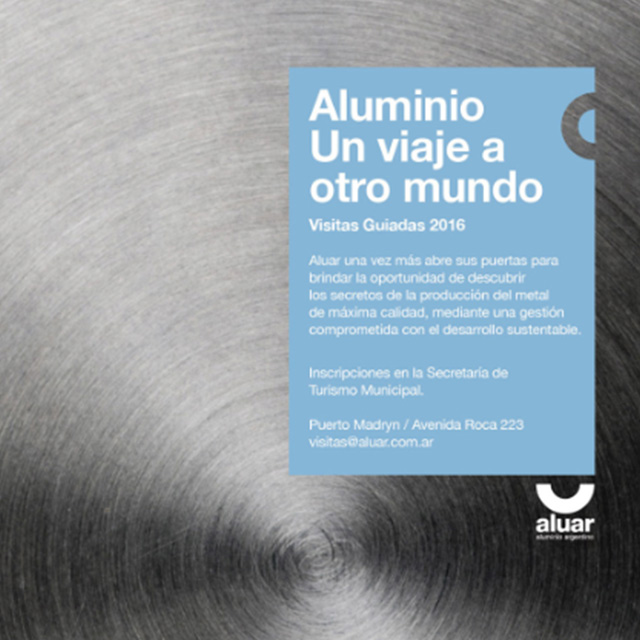 Aluminio
Un viaje a
otro mundo
Visitas Guiadas 2016
Aluar una vez más abre sus puertas para
brindar la oportunidad de descubrir
los secretos de la producción del metal
de máxima calidad, mediante una gestión
comprometida con el desarrollo sustentable.
Inscripciones en la Secretaría de
Turismo Municipal.
Puerto Madryn / Avenida Roca 223
visitas@aluar.com.ar
aluar
aluminio argentino